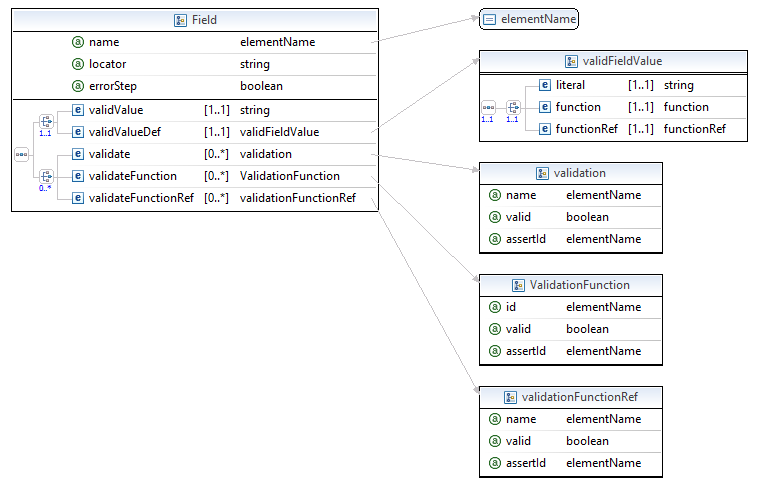 Field
a name elementName
a locator string
a errorStep boolean
1..1
e validValue [1..1] string
e validValueDef [1..1] validFieldValue
0..*
e validate [0..*] validation
e validateFunction [0..*] ValidationFunction
e validateFunctionRef [0..*] validationFunctionRef
elementName
validFieldValue
1..1 1..1
e literal [1..1] string
e function [1..1] function
e functionRef [1..1] functionRef
validation
a name elementName
a valid boolean
a assertId elementName
ValidationFunction
a id elementName
a valid boolean
a assertId elementName
validationFunctionRef
a name elementName
a valid boolean
a assertId elementName